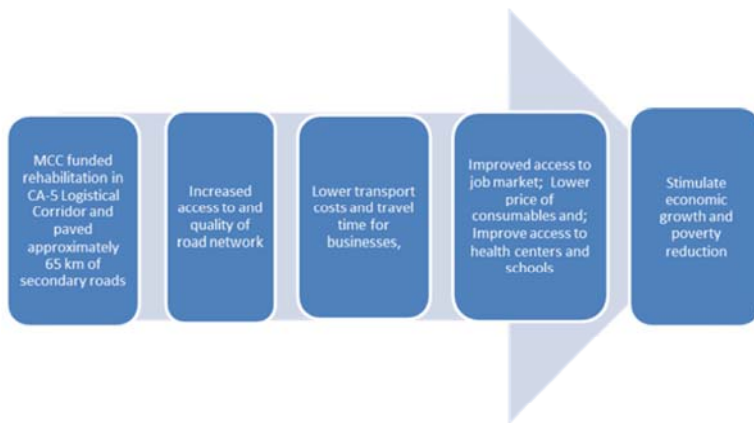 MCC funded
rehabilitation in
CA-5 Logistical
Corridor and
paved
approximately
65 km of
secondary roads
Increased
access to and
quality of
road network
Lower transport
costs and travel
time for
businesses,
Improved access to
job market; Lower
price of
consumables and;
Improve access to
health centers and
schools
Stimulate
economic
growth and
poverty
reduction